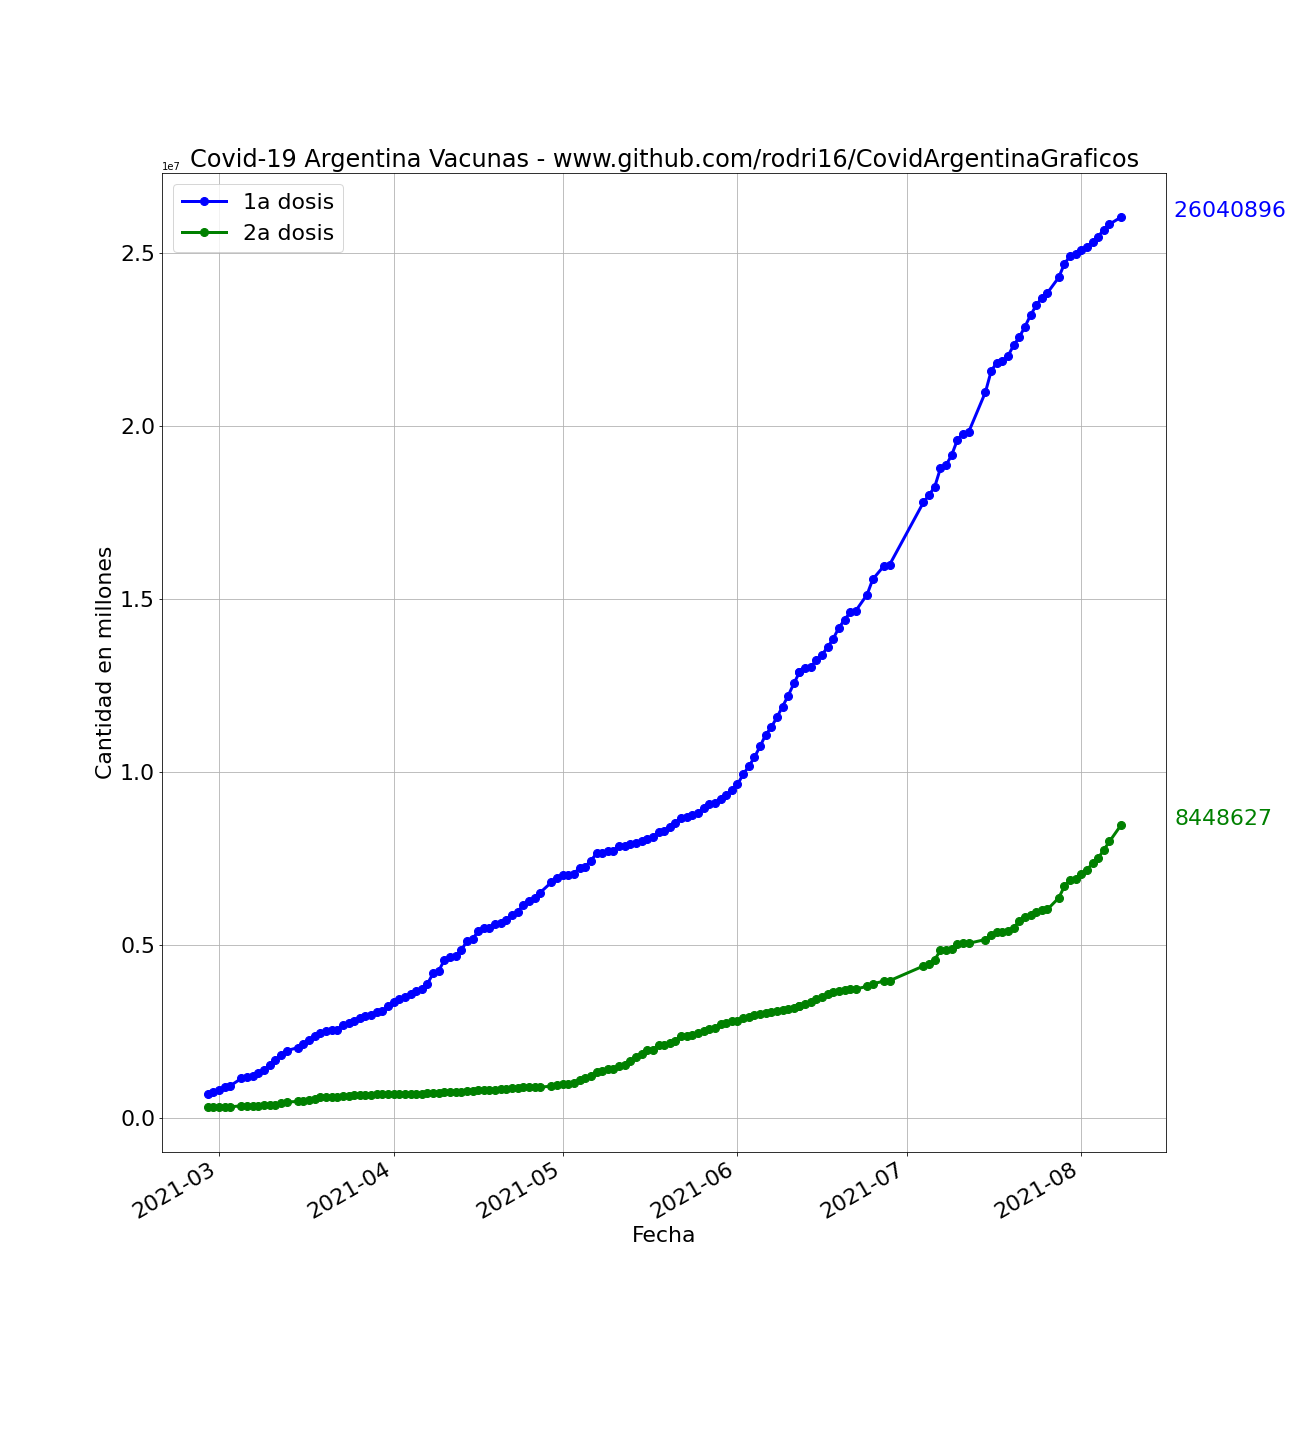 Covid-19 Argentina Vacunas - www.github.com/rodri16/CovidArgentinaGraficos
1e7
1a dosis
2a dosis
26040896
8448627
2.5
2.0
1.5
1.0
0.5
0.0
Cantidad en millones
2021-03
2021-04
2021-05
2021-06
2021-07
2021-08
Fecha